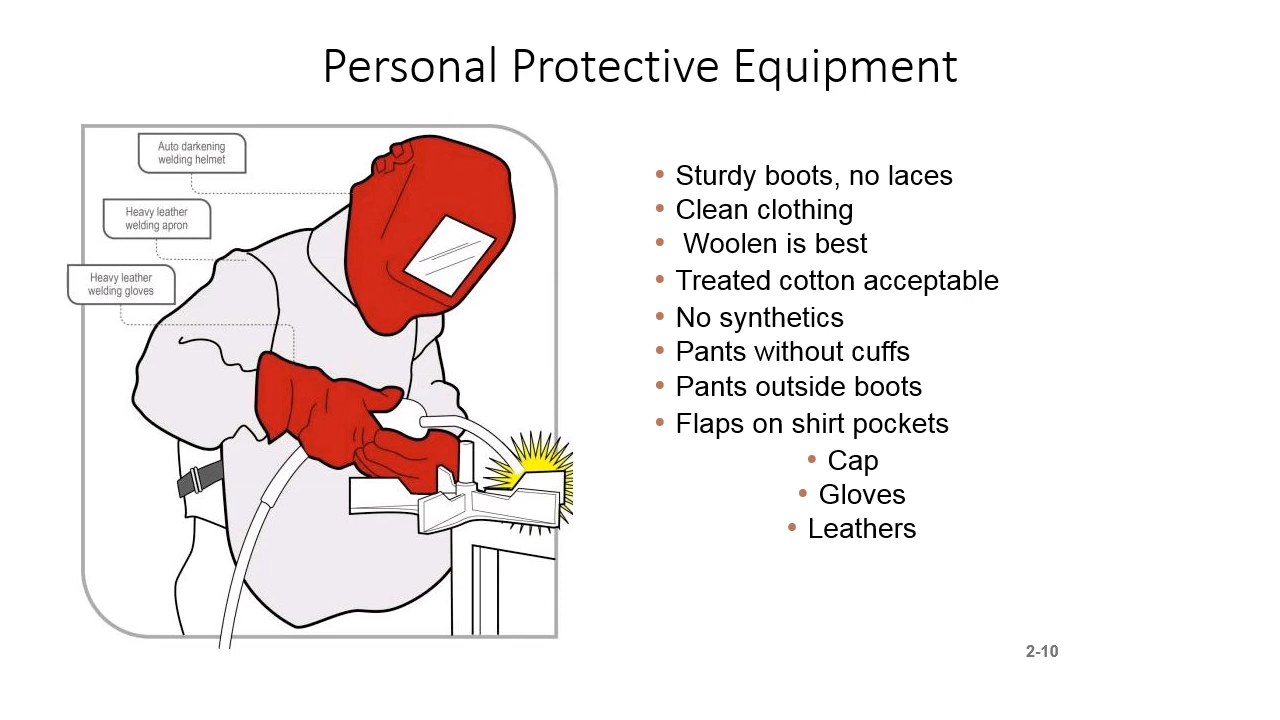 Personal Protective Equipment
Auto darkening
welding helmet
Heavy leather
welding apron
Heavy leather
welding gloves
• Sturdy boots, no laces
• Clean clothing
• Woolen is best
• Treated cotton acceptable
• No synthetics
• Pants without cuffs
• Pants outside boots
• Flaps on shirt pockets
• Cap
• Gloves
• Leathers
2-10